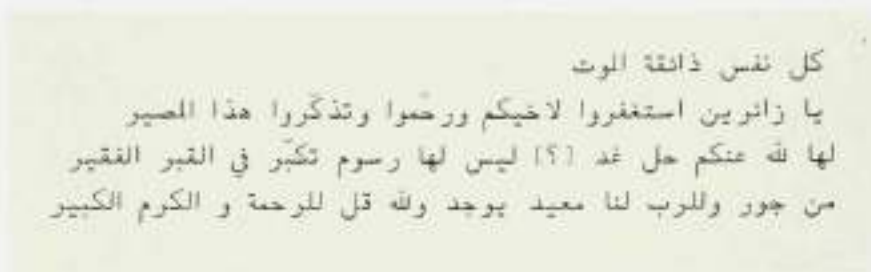 كل نفس ذائقة الموت
يا زائرين استغفروا لاخيكم ورحّموا وتذكّروا هذا المصير
لها لله عنكم حل غد [؟] ليس لها رسوم تكبّر في القبر الفقير
من جور وللرب لنا معيد يوجد ولله قل للرحمة و الكرم الكبير